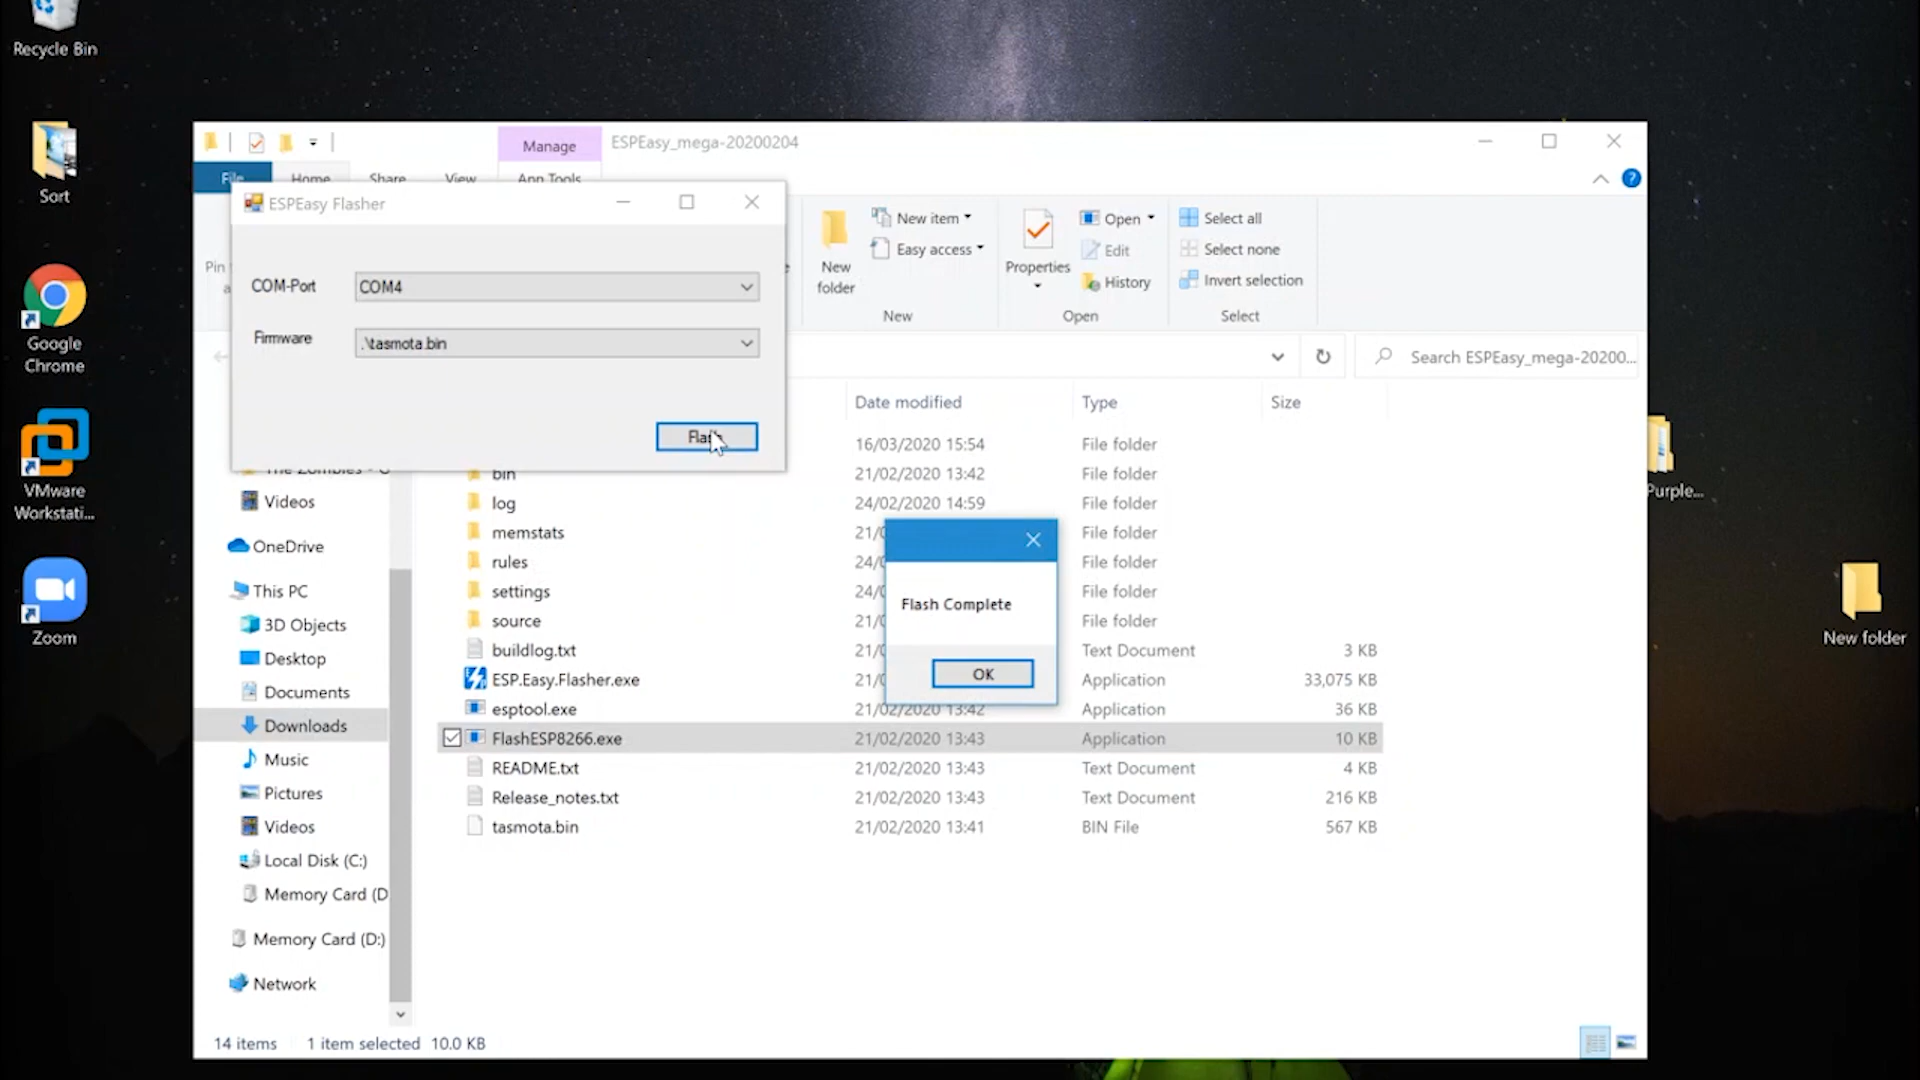 Recycle Bin
Sort
Google
Chrome
VMware
Workstati...
Zoom
Purple...
New folder
Manage
ESPEasy_mega-20200204
File
Home
Share
View
App Tools
ESPEasy Flasher
COM-Port
COM4
Firmware
.\tasmota.bin
Pin
New
folder
New item
Easy access
New
Properties
Open
Edit
History
Open
Select all
Select none
Invert selection
Select
Search ESPEasy_mega-20200...
Date modified Type Size
16/03/2020 15:54 File folder
bin 21/02/2020 13:42 File folder
log 24/02/2020 14:59 File folder
memstats File folder
rules File folder
settings File folder
source File folder
buildlog.txt Text Document 3 KB
ESP.Easy.Flasher.exe Application 33,075 KB
esptool.exe 21/02/2020 13:42 Application 36 KB
FlashESP8266.exe 21/02/2020 13:43 Application 10 KB
README.txt 21/02/2020 13:43 Text Document 4 KB
Release_notes.txt 21/02/2020 13:43 Text Document 216 KB
tasmota.bin 21/02/2020 13:41 BIN File 567 KB
Flash Complete
OK
Videos
OneDrive
This PC
3D Objects
Desktop
Documents
Downloads
Music
Pictures
Videos
Local Disk (C:)
Memory Card (D
Memory Card (D:)
Network
14 items 1 item selected 10.0 KB